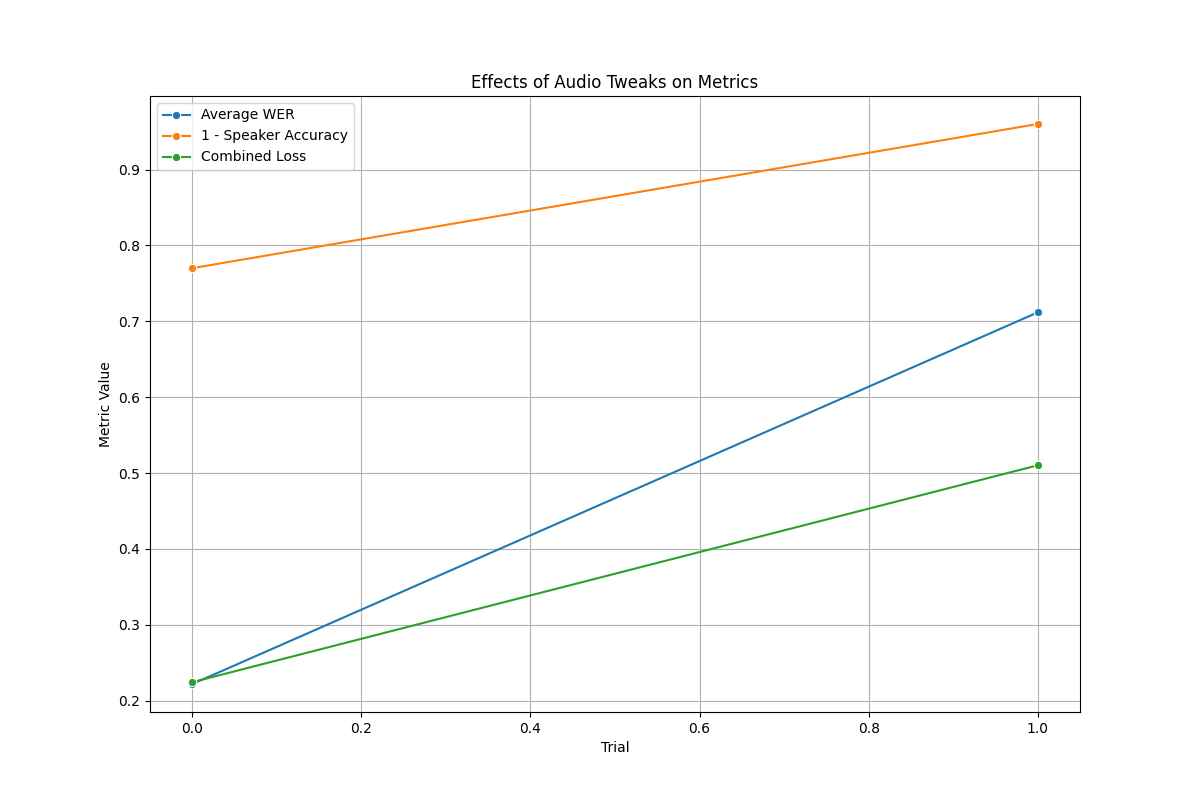 Effects of Audio Tweaks on Metrics
Average WER
1 - Speaker Accuracy
Combined Loss
Metric Value
0.9
0.8
0.7
0.6
0.5
0.4
0.3
0.2
0.0 0.2 0.4 0.6 0.8 1.0
Trial